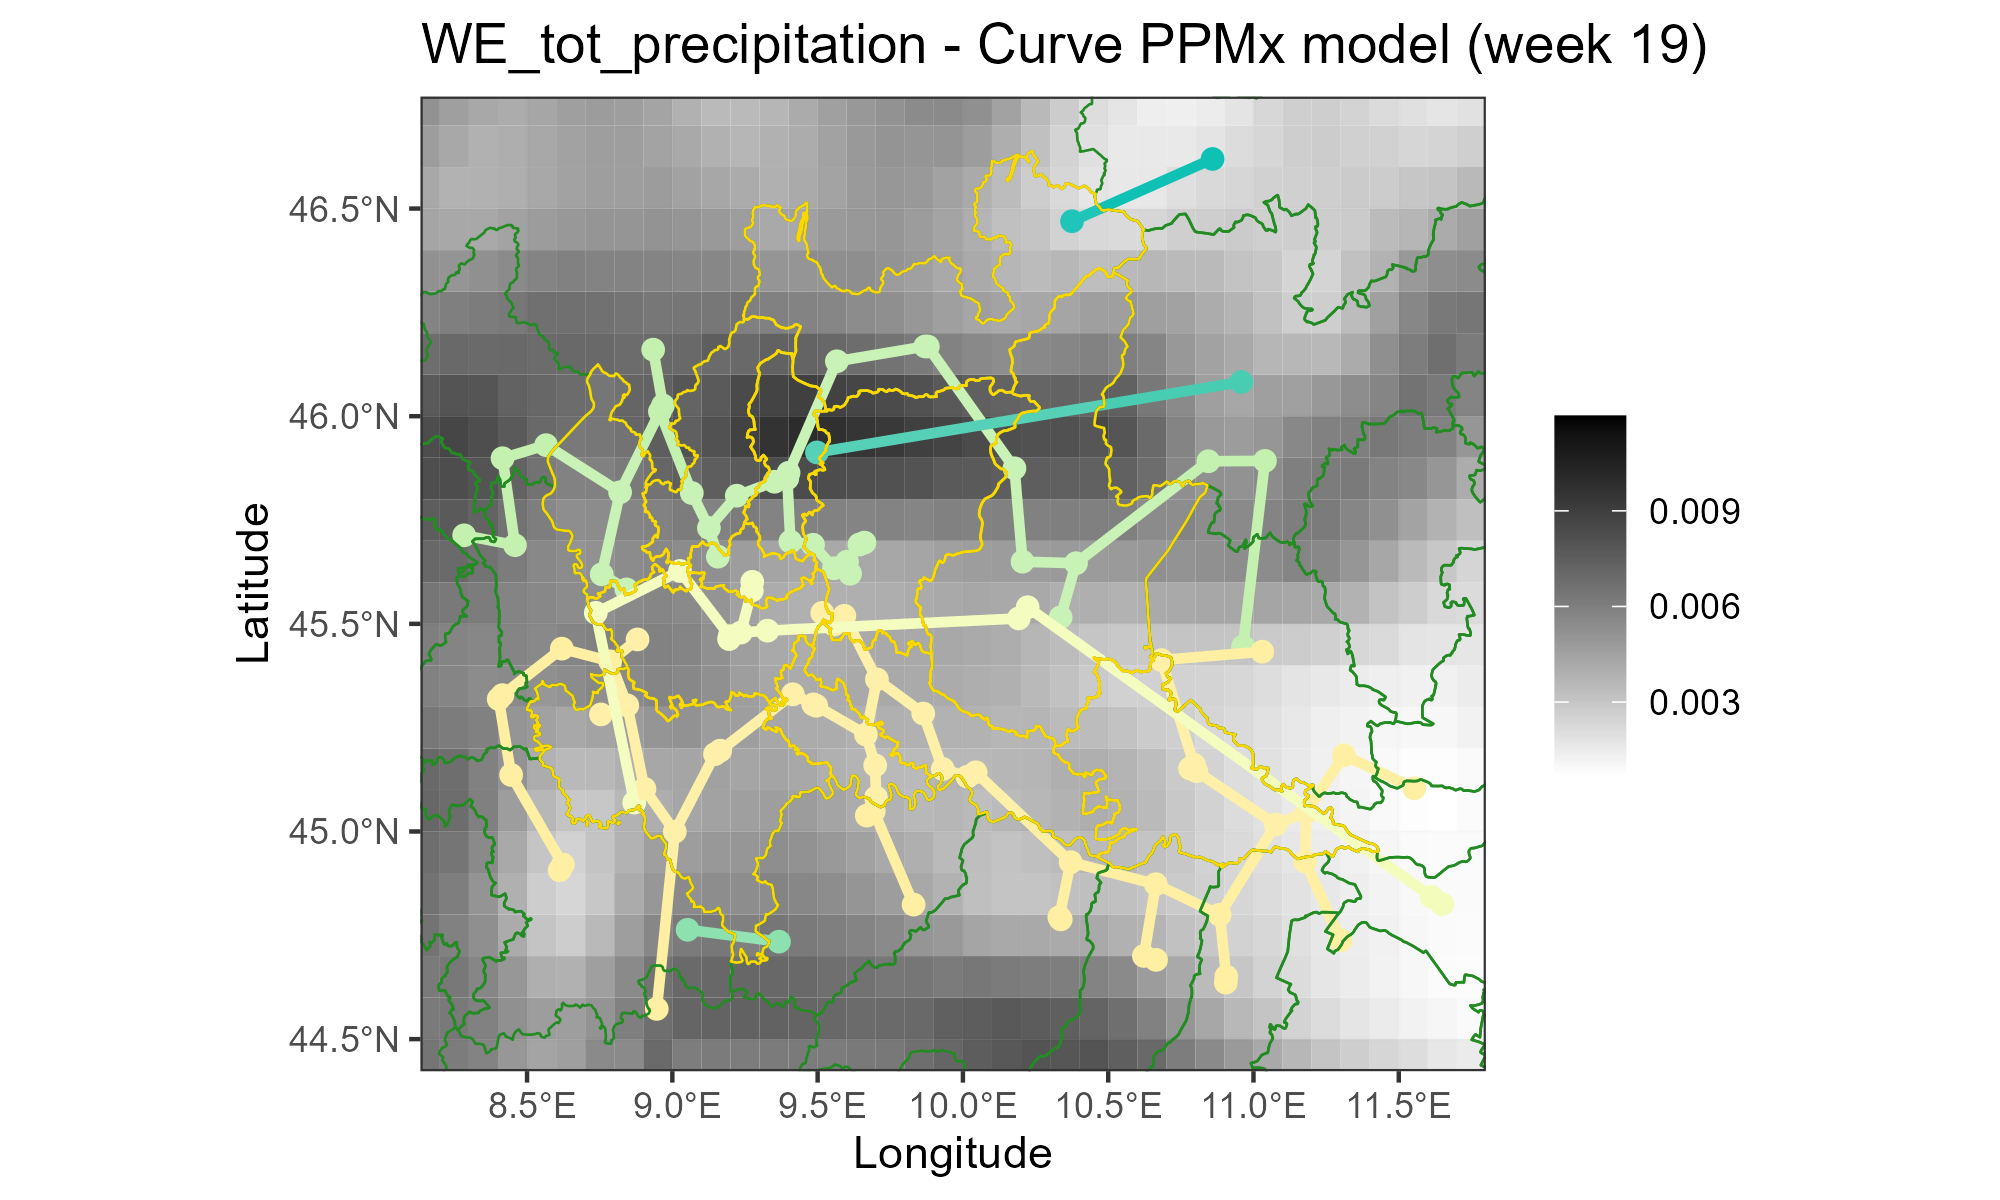 WE_tot_precipitation - Curve PPMx model (week 19)
46.5°N
46.0°N
45.5°N
45.0°N
44.5°N
Latitude
8.5°E 9.0°E 9.5°E 10.0°E 10.5°E 11.0°E 11.5°E
Longitude
0.009
0.006
0.003